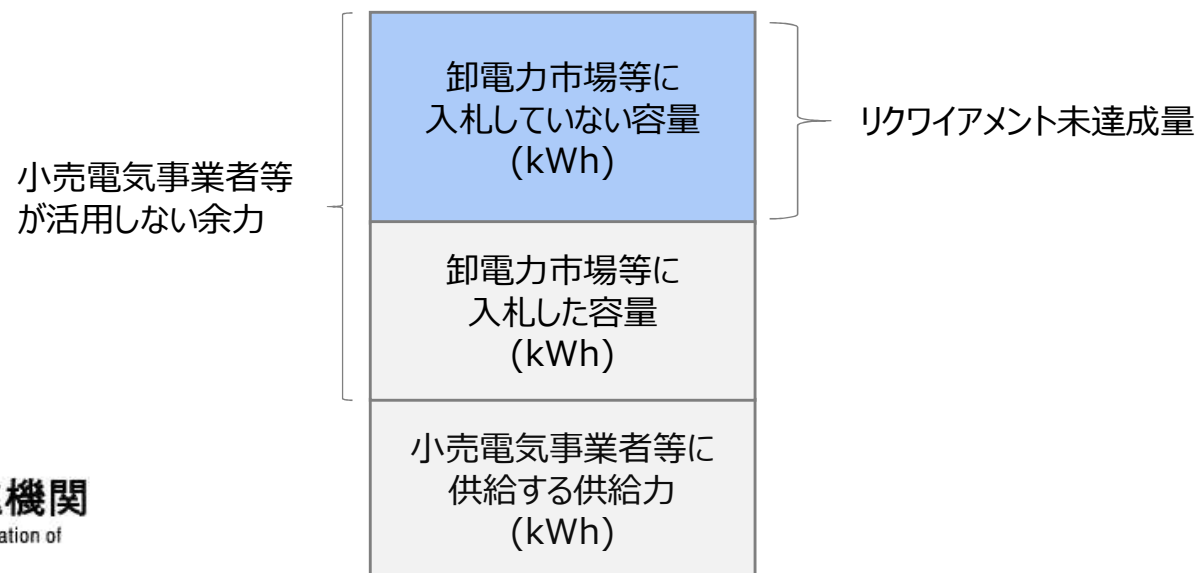 卸電力市場等に
入札していない容量
(kWh)
リクワイアメント未達成量
小売電気事業者等
が活用しない余力
卸電力市場等に
入札した容量
(kWh)
小売電気事業者等に
供給する供給力
(kWh)
機関
ation of